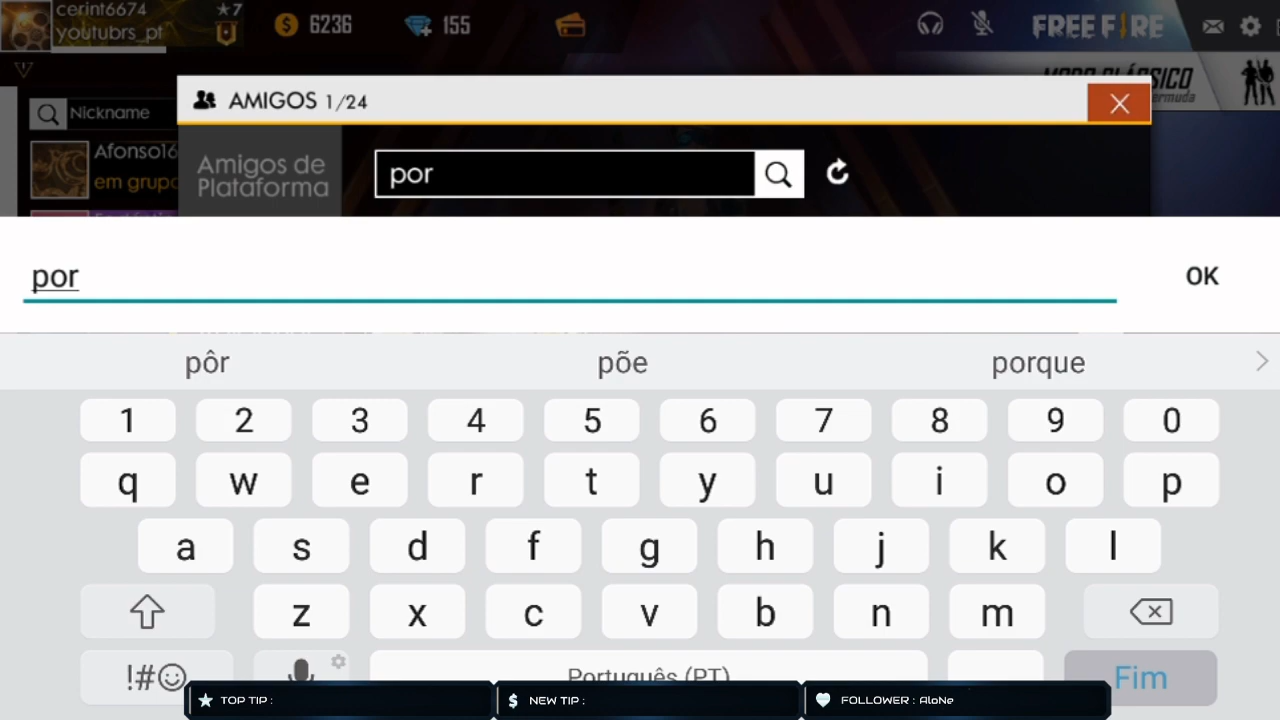 cerint6674
youtubrs_pt
★7
6236
155
FREE FIRE
MODO CLÁSSICO
Nickname
AMIGOS 1/24
Afonso16
em grupo
Amigos de
Plataforma
por
por
OK
pôr
põe
porque
1 2 3 4 5 6 7 8 9 0
q w e r t y u i o p
a s d f g h j k l
z x c v b n m
!#☺
Português (PT)
Fim
TOP TIP :
NEW TIP :
FOLLOWER : AloNe